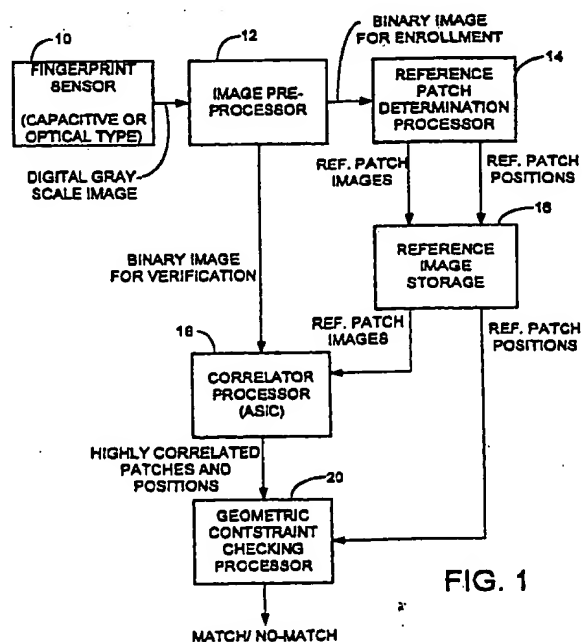 10
FINGERPRINT
SENSOR
(CAPACITIVE OR
OPTICAL TYPE)
DIGITAL GRAY
SCALE IMAGE
12
IMAGE PRE-
PROCESSOR
BINARY IMAGE
FOR ENROLLMENT
14
REFERENCE
PATCH
DETERMINATION
PROCESSOR
REF. PATCH
IMAGES
REF. PATCH
POSITIONS
16
REFERENCE
IMAGE
STORAGE
BINARY IMAGE
FOR VERIFICATION
REF. PATCH
IMAGES
REF. PATCH
POSITIONS
18
CORRELATOR
PROCESSOR
(ASIC)
HIGHLY CORRELATED
PATCHES AND
POSITIONS
20
GEOMETRIC
CONTSTRAINT
CHECKING
PROCESSOR
MATCH/ NO-MATCH
FIG. 1